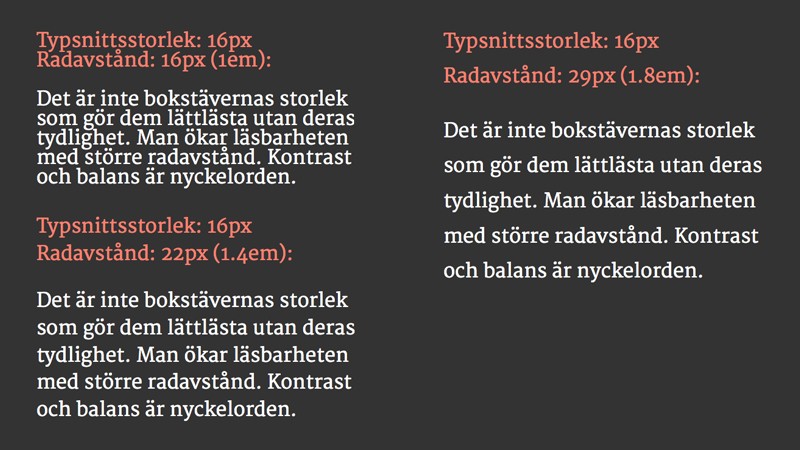 Typsnittsstorlek: 16px
Radavstånd: 16px (1em):
Det är inte bokstävernas storlek
som gör dem lättlästa utan deras
tydlighet. Man ökar läsbarheten
med större radavstånd. Kontrast
och balans är nyckelorden.
Typsnittsstorlek: 16px
Radavstånd: 22px (1.4em):
Det är inte bokstävernas storlek
som gör dem lättlästa utan deras
tydlighet. Man ökar läsbarheten
med större radavstånd. Kontrast
och balans är nyckelorden.
Typsnittsstorlek: 16px
Radavstånd: 29px (1.8em):
Det är inte bokstävernas storlek
som gör dem lättlästa utan deras
tydlighet. Man ökar läsbarheten
med större radavstånd. Kontrast
och balans är nyckelorden.